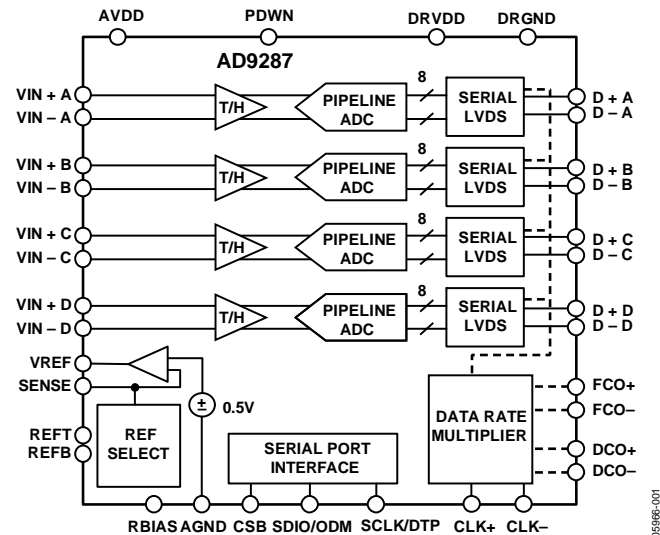 AVDD PDWN DRVDD DRGND
AD9287
VIN + A
VIN – A
T/H
PIPELINE
ADC
8
SERIAL
LVDS
D + A
D – A
VIN + B
VIN – B
T/H
PIPELINE
ADC
8
SERIAL
LVDS
D + B
D – B
VIN + C
VIN – C
T/H
PIPELINE
ADC
8
SERIAL
LVDS
D + C
D – C
VIN + D
VIN – D
T/H
PIPELINE
ADC
8
SERIAL
LVDS
D + D
D – D
VREF
SENSE
+
–
0.5V
REFT
REFB
REF
SELECT
SERIAL PORT
INTERFACE
DATA RATE
MULTIPLIER
FCO+
FCO–
DCO+
DCO–
RBIAS AGND CSB SDIO/ODM SCLK/DTP CLK+ CLK–
05966-001